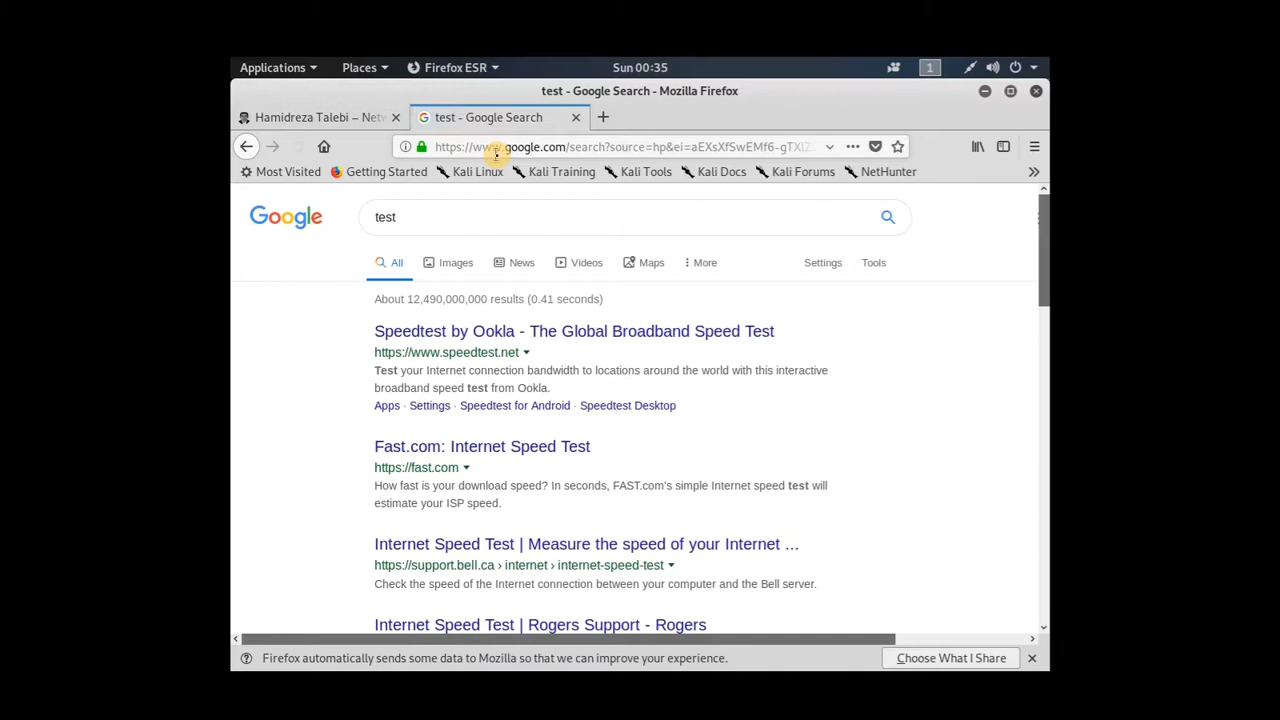 Applications Places Firefox ESR Sun 00:35 1
test - Google Search - Mozilla Firefox
Hamidreza Talebi – Netw test - Google Search
https://www.google.com/search?source=hp&ei=aEXsXfSwEMf6-gTXIZ
Most Visited Getting Started Kali Linux Kali Training Kali Tools Kali Docs Kali Forums NetHunter
Google test
All Images News Videos Maps More Settings Tools
About 12,490,000,000 results (0.41 seconds)
Speedtest by Ookla - The Global Broadband Speed Test
https://www.speedtest.net
Test your Internet connection bandwidth to locations around the world with this interactive
broadband speed test from Ookla.
Apps · Settings · Speedtest for Android · Speedtest Desktop
Fast.com: Internet Speed Test
https://fast.com
How fast is your download speed? In seconds, FAST.com's simple Internet speed test will
estimate your ISP speed.
Internet Speed Test | Measure the speed of your Internet ...
https://support.bell.ca › internet › internet-speed-test
Check the speed of the Internet connection between your computer and the Bell server.
Internet Speed Test | Rogers Support - Rogers
Firefox automatically sends some data to Mozilla so that we can improve your experience. Choose What I Share